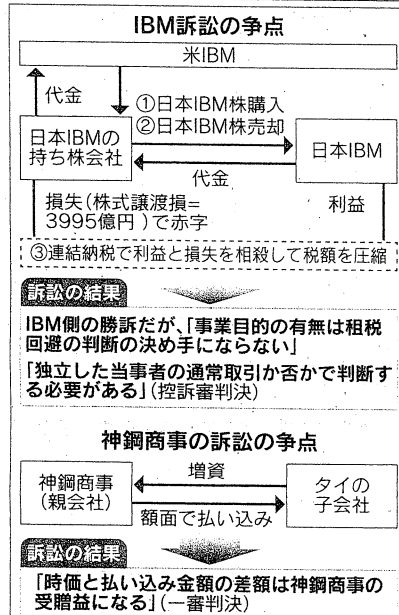 IBM訴訟の争点
米IBM
代金
①日本IBM株購入
②日本IBM株売却
日本IBMの
持ち株会社
日本IBM
代金
損失(株式譲渡損=
3995億円)で赤字
利益
③連結納税で利益と損失を相殺して税額を圧縮
訴訟の結果
IBM側の勝訴だが、「事業目的の有無は租税
回避の判断の決め手にならない」
「独立した当事者の通常取引か否かで判断す
る必要がある」(控訴審判決)
神鋼商事の訴訟の争点
増資
神鋼商事
(親会社)
タイの
子会社
額面で払い込み
訴訟の結果
「時価と払い込み金額の差額は神鋼商事の
受贈益になる」(一審判決)